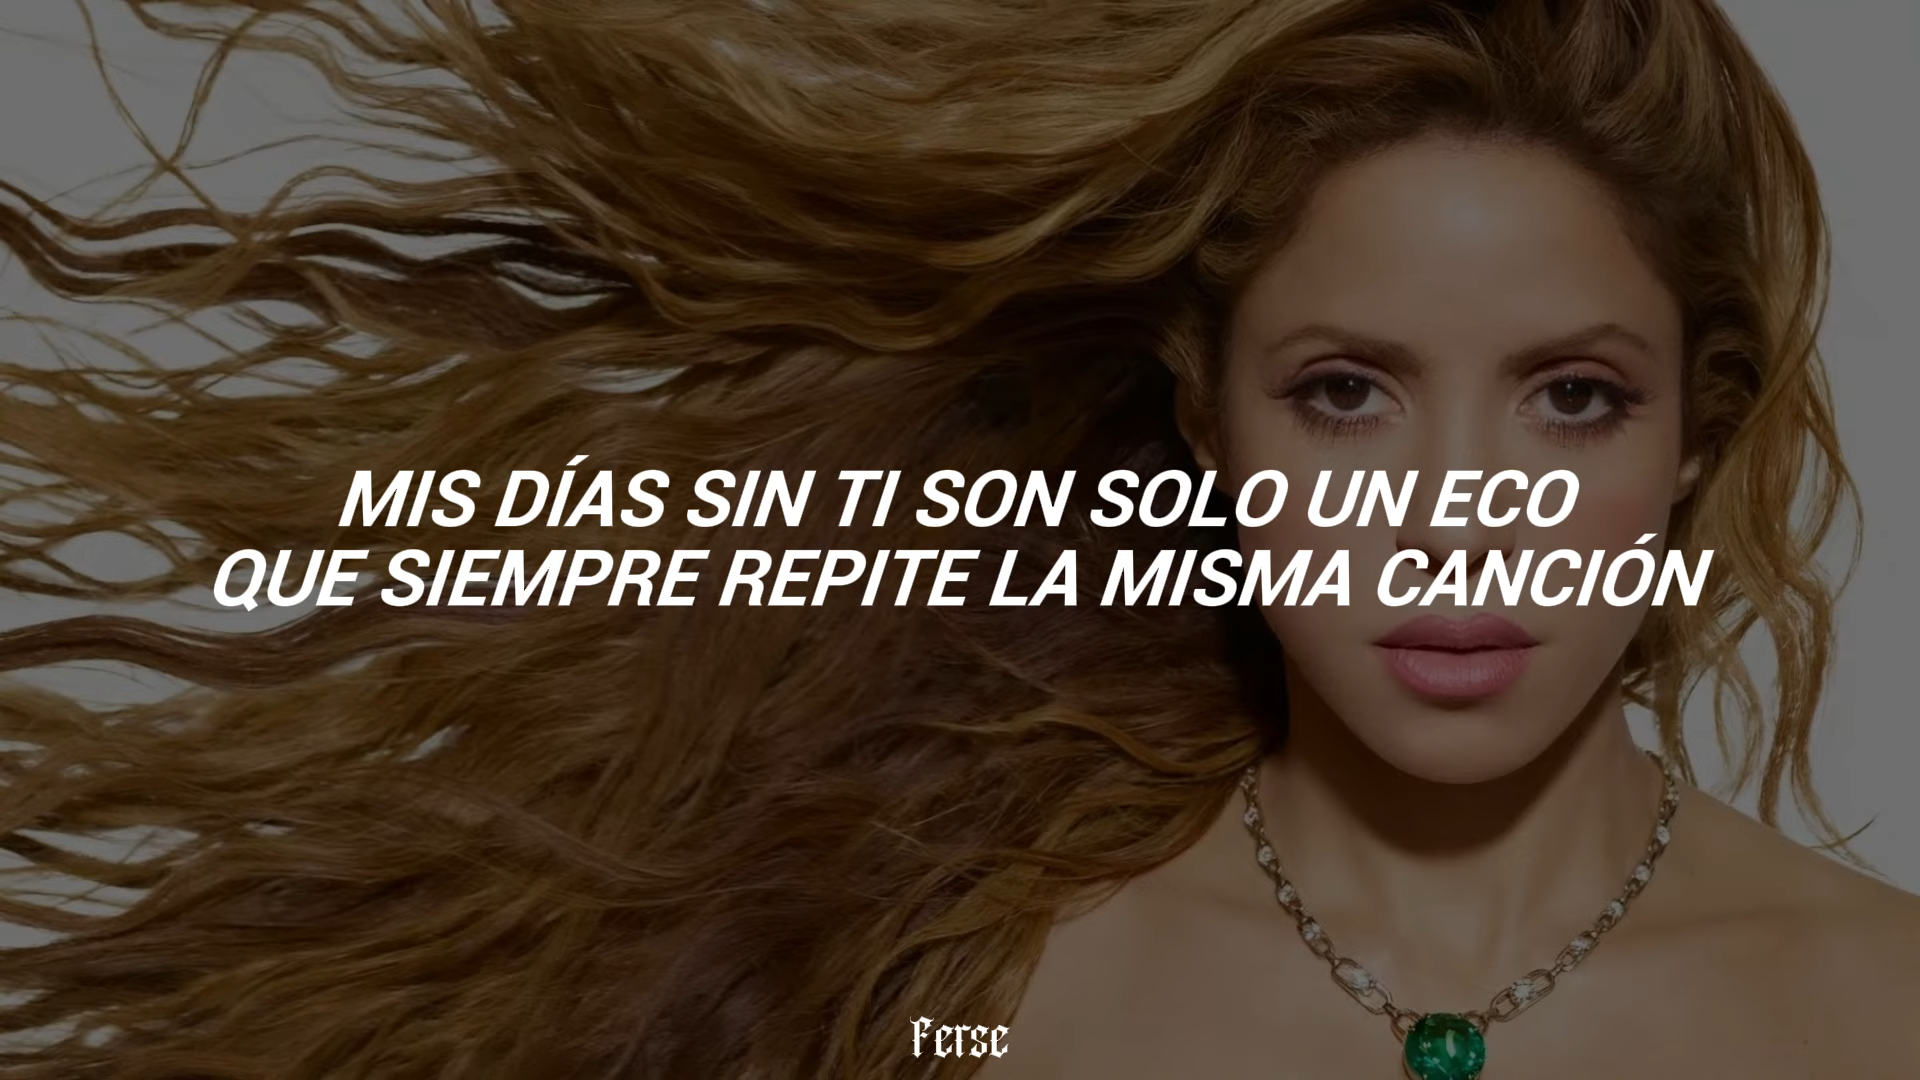 MIS DÍAS SIN TI SON SOLO UN ECO
QUE SIEMPRE REPITE LA MISMA CANCIÓN
Ferse